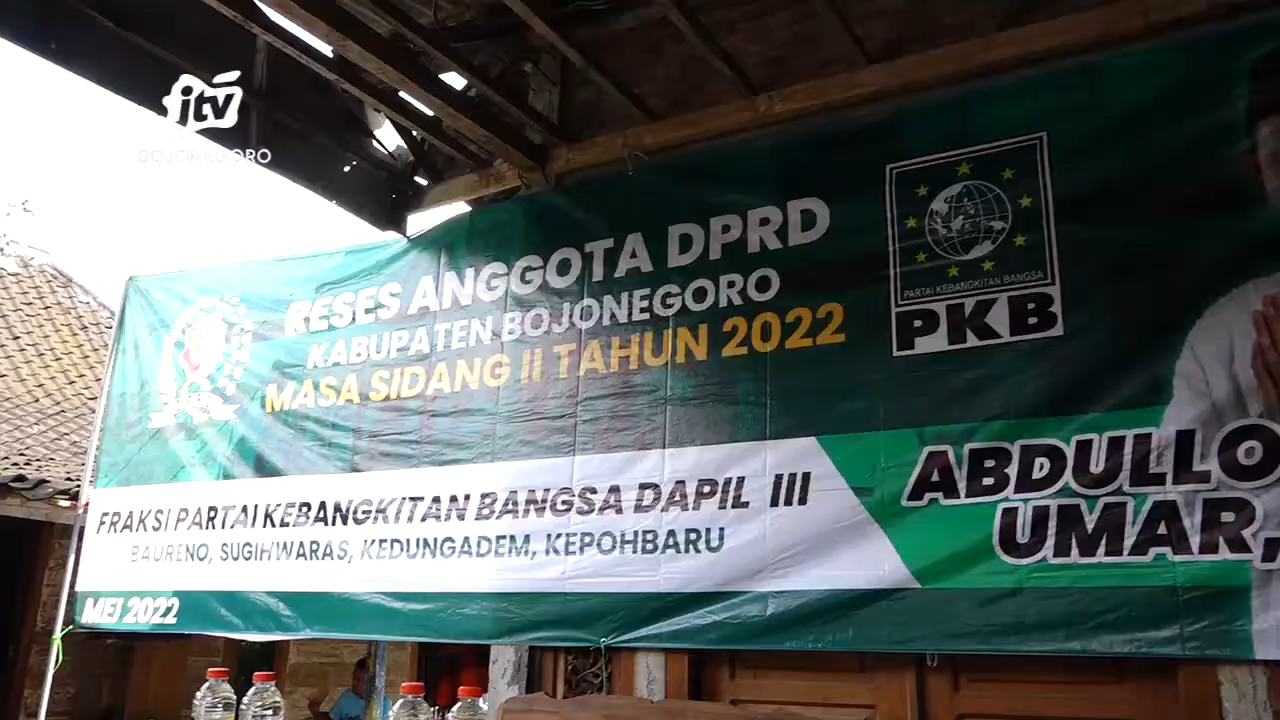 jtv
BOJONEGORO
RESES ANGGOTA DPRD
KABUPATEN BOJONEGORO
MASA SIDANG II TAHUN 2022
PARTAI KEBANGKITAN BANGSA
PKB
FRAKSI PARTAI KEBANGKITAN BANGSA DAPIL III
BAURENO, SUGIHWARAS, KEDUNGADEM, KEPOHBARU
ABDULLO
UMAR,
MEI 2022